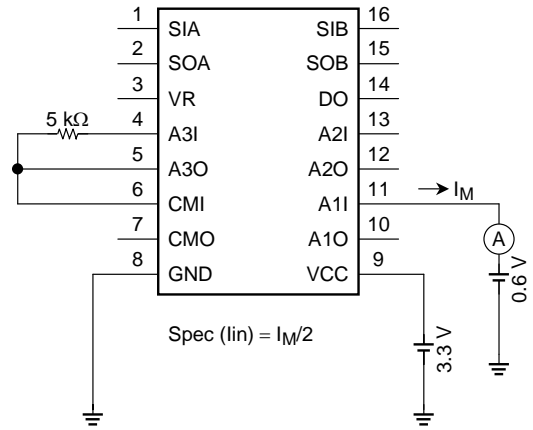 1 SIA SIB 16
2 SOA SOB 15
3 VR DO 14
5 kΩ 4 A3I A2I 13
5 A3O A2O 12
6 CMI A1I 11 I_M
7 CMO A1O 10 A
8 GND VCC 9
0.6 V
3.3 V
Spec (Iin) = I_M/2